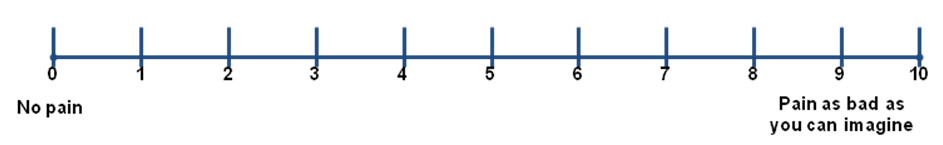 0 1 2 3 4 5 6 7 8 9 10
No pain
Pain as bad as
you can imagine